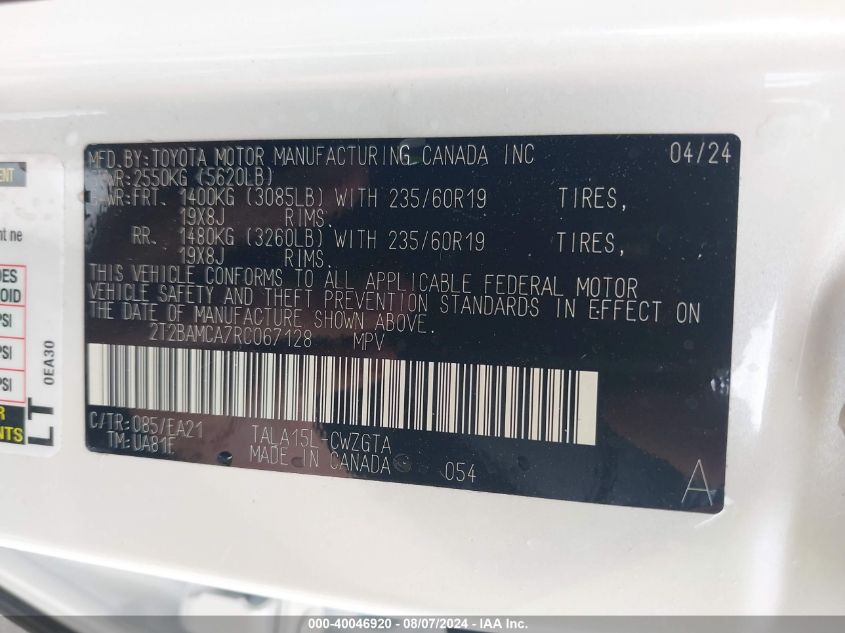 MFD.BY:TOYOTA MOTOR MANUFACTURING CANADA INC 04/24
GVWR:2550KG (5620LB)
GAWR:FRT. 1400KG (3085LB) WITH 235/60R19 TIRES,
19X8J RIMS.
RR. 1480KG (3260LB) WITH 235/60R19 TIRES,
19X8J RIMS.
THIS VEHICLE CONFORMS TO ALL APPLICABLE FEDERAL MOTOR
VEHICLE SAFETY AND THEFT PREVENTION STANDARDS IN EFFECT ON
THE DATE OF MANUFACTURE SHOWN ABOVE.
2T2BAMCA7RC067128 MPV
C/TR:085/EA21 TALA15L-CWZGTA
TM:UA81F MADE IN CANADA 054
A
PSI
PSI
PSI
LT 0EA30
000-40046920 - 08/07/2024 - IAA Inc.